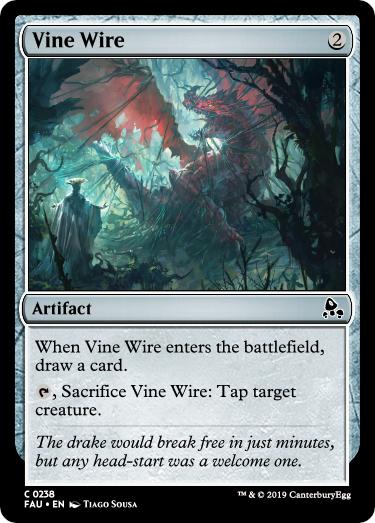 Vine Wire
2
Artifact
When Vine Wire enters the battlefield,
draw a card.
, Sacrifice Vine Wire: Tap target
creature.
The drake would break free in just minutes,
but any head-start was a welcome one.
C 0238
FAU • EN Tiago Sousa
™ & © 2019 CanterburyEgg